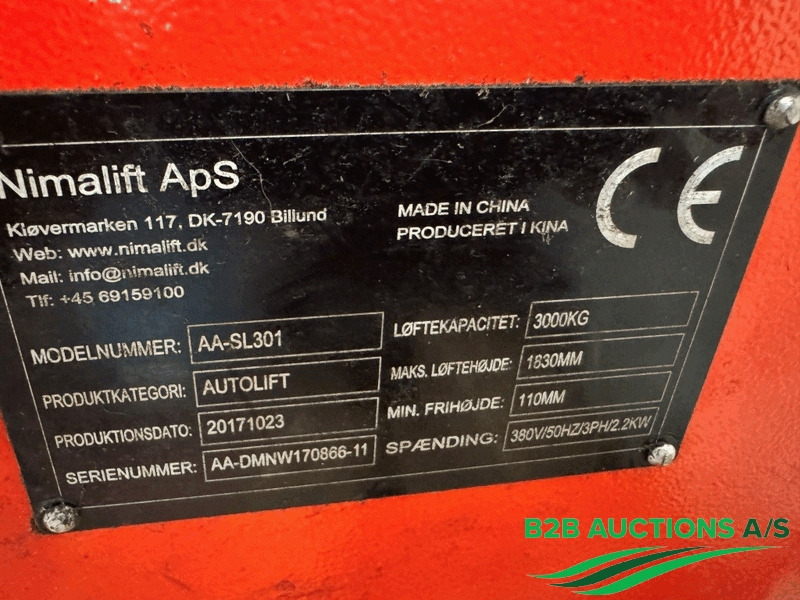 Nimalift ApS
Kløvermarken 117, DK-7190 Billund
Web: www.nimalift.dk
Mail: info@nimalift.dk
Tlf: +45 69159100
MADE IN CHINA
PRODUCERET I KINA
CE
MODELNUMMER: AA-SL301
PRODUKTKATEGORI: AUTOLIFT
PRODUKTIONSDATO: 20171023
SERIENUMMER: AA-DMNW170866-11
LØFTEKAPACITET: 3000KG
MAKS. LØFTEHØJDE: 1830MM
MIN. FRIHØJDE: 110MM
SPÆNDING: 380V/50HZ/3PH/2.2KW
B2B AUCTIONS A/S